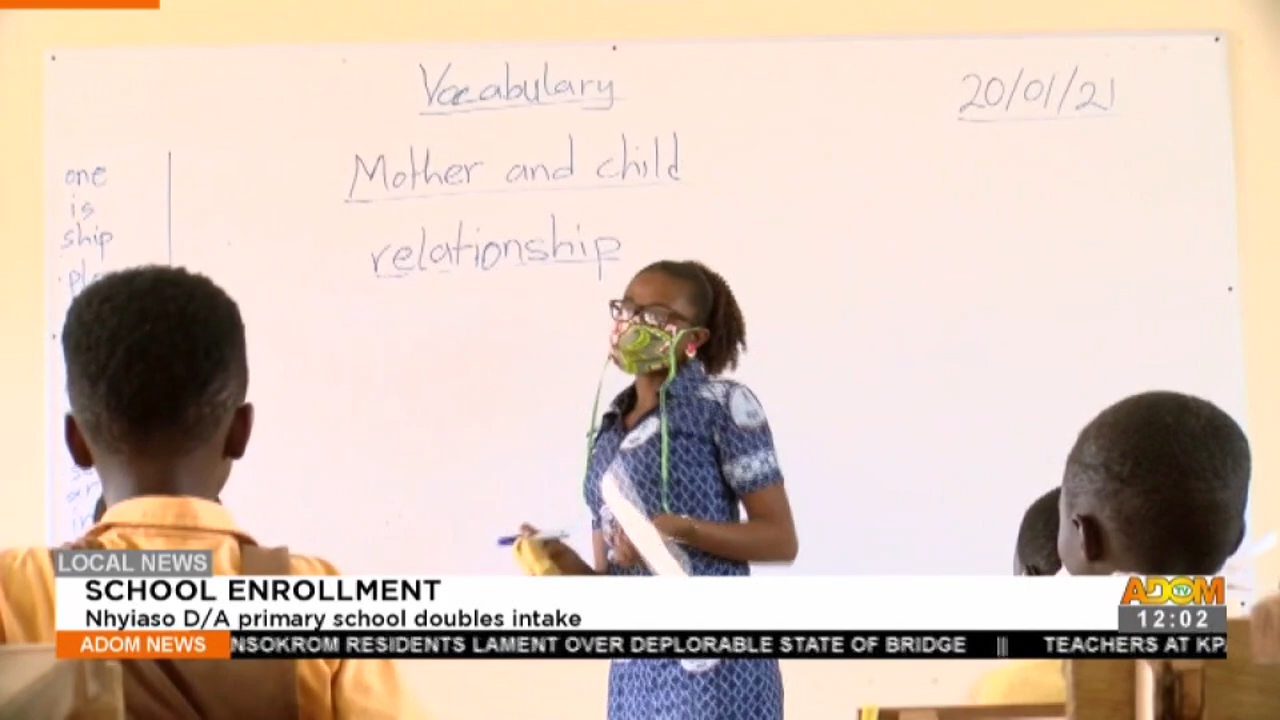 Vocabulary
20/01/21
Mother and child
relationship
one
is
ship
LOCAL NEWS
SCHOOL ENROLLMENT
Nhyiaso D/A primary school doubles intake
ADOM TV
12:02
ADOM NEWS
NSOKROM RESIDENTS LAMENT OVER DEPLORABLE STATE OF BRIDGE || TEACHERS AT KP